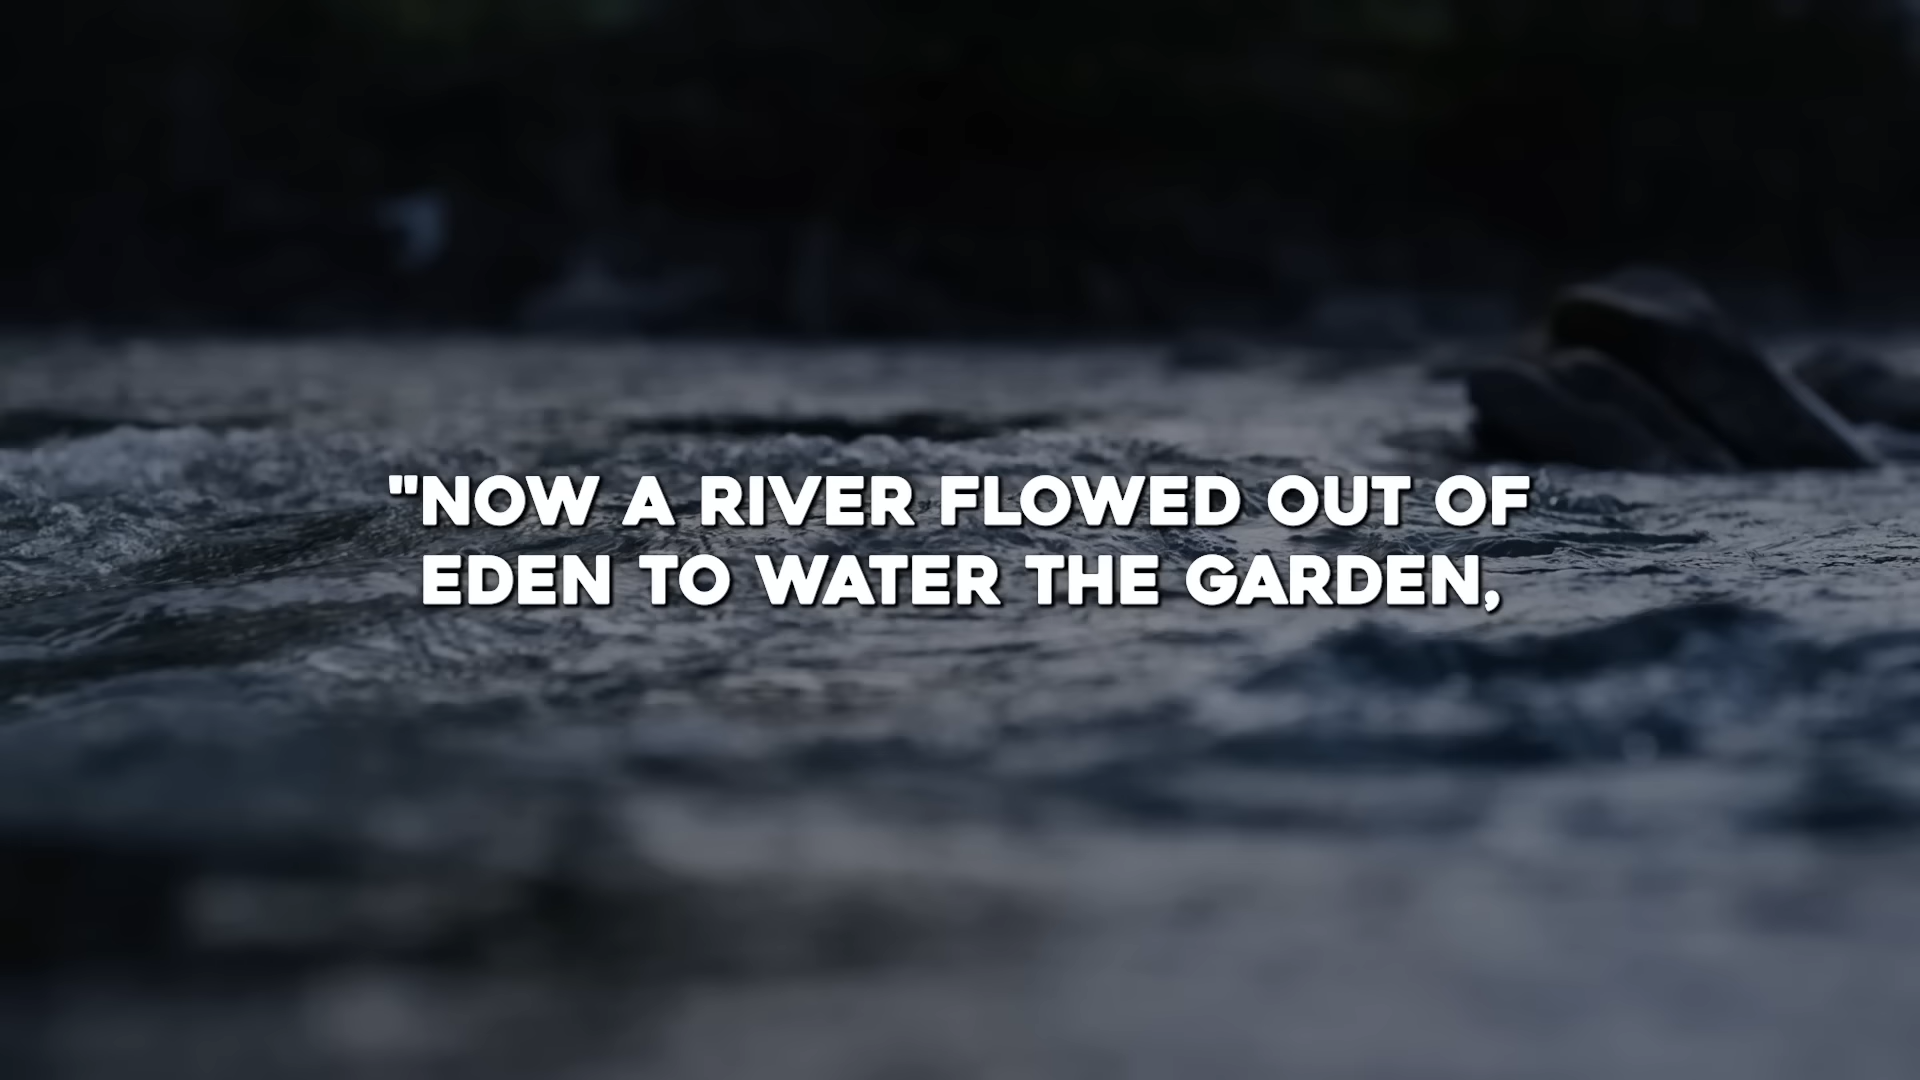 "NOW A RIVER FLOWED OUT OF
EDEN TO WATER THE GARDEN,